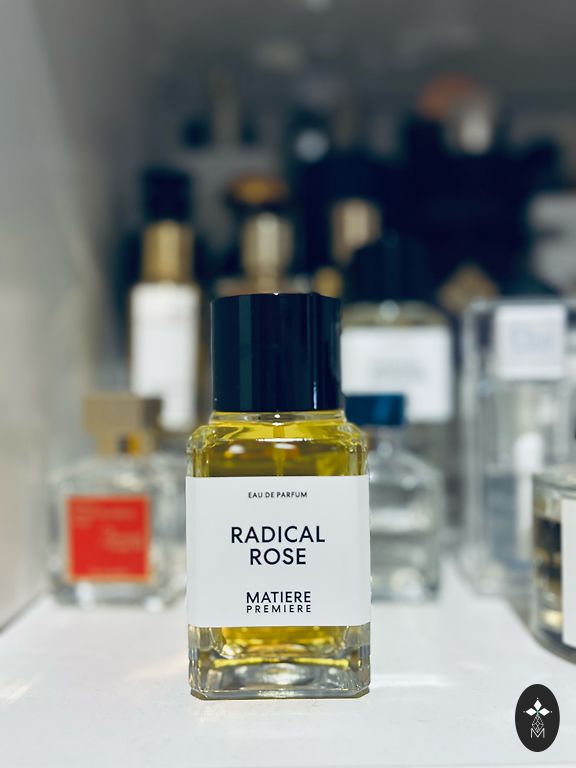 EAU DE PARFUM
RADICAL
ROSE
MATIERE
PREMIERE